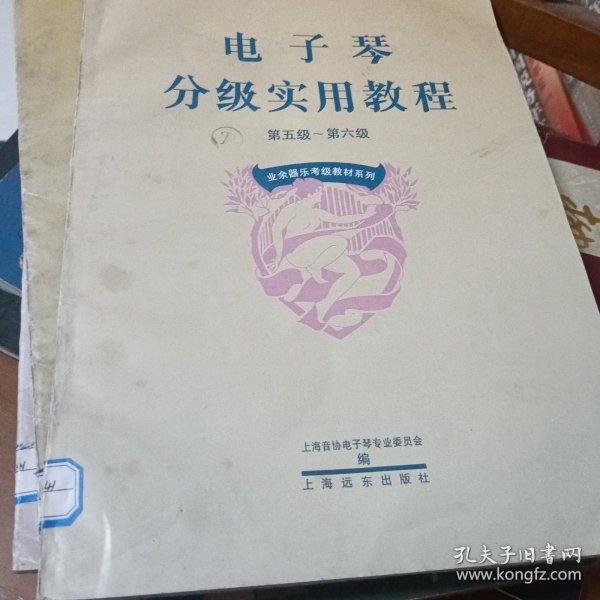 电子琴
分级实用教程
第五级～第六级
业余器乐考级教材系列
上海音协电子琴专业委员会
编
上海远东出版社
41
孔夫子旧书网
www.kongfz.com